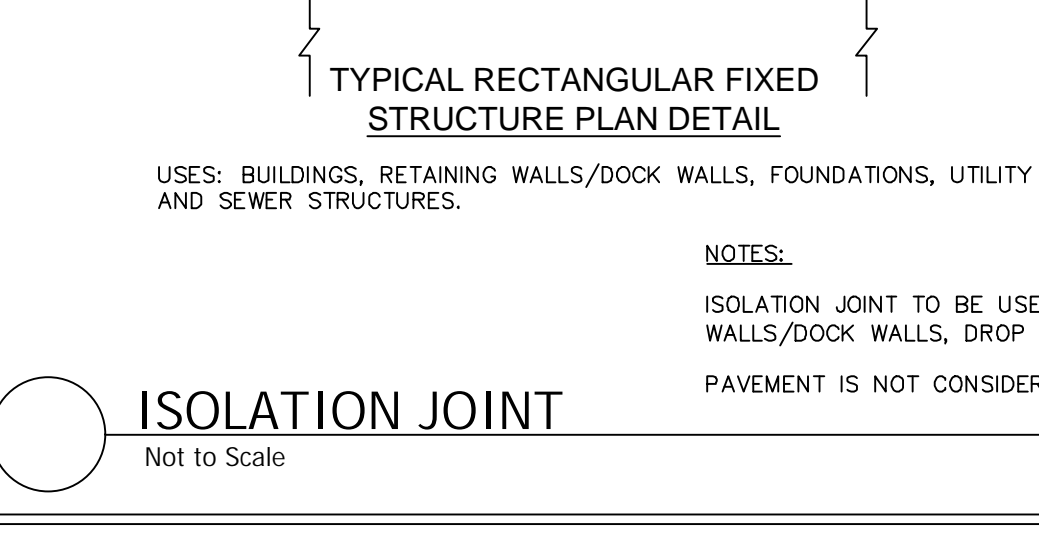 TYPICAL RECTANGULAR FIXED
STRUCTURE PLAN DETAIL
USES: BUILDINGS, RETAINING WALLS/DOCK WALLS, FOUNDATIONS, UTILITY
AND SEWER STRUCTURES.
NOTES:
ISOLATION JOINT TO BE USE
WALLS/DOCK WALLS, DROP
PAVEMENT IS NOT CONSIDER
ISOLATION JOINT
Not to Scale